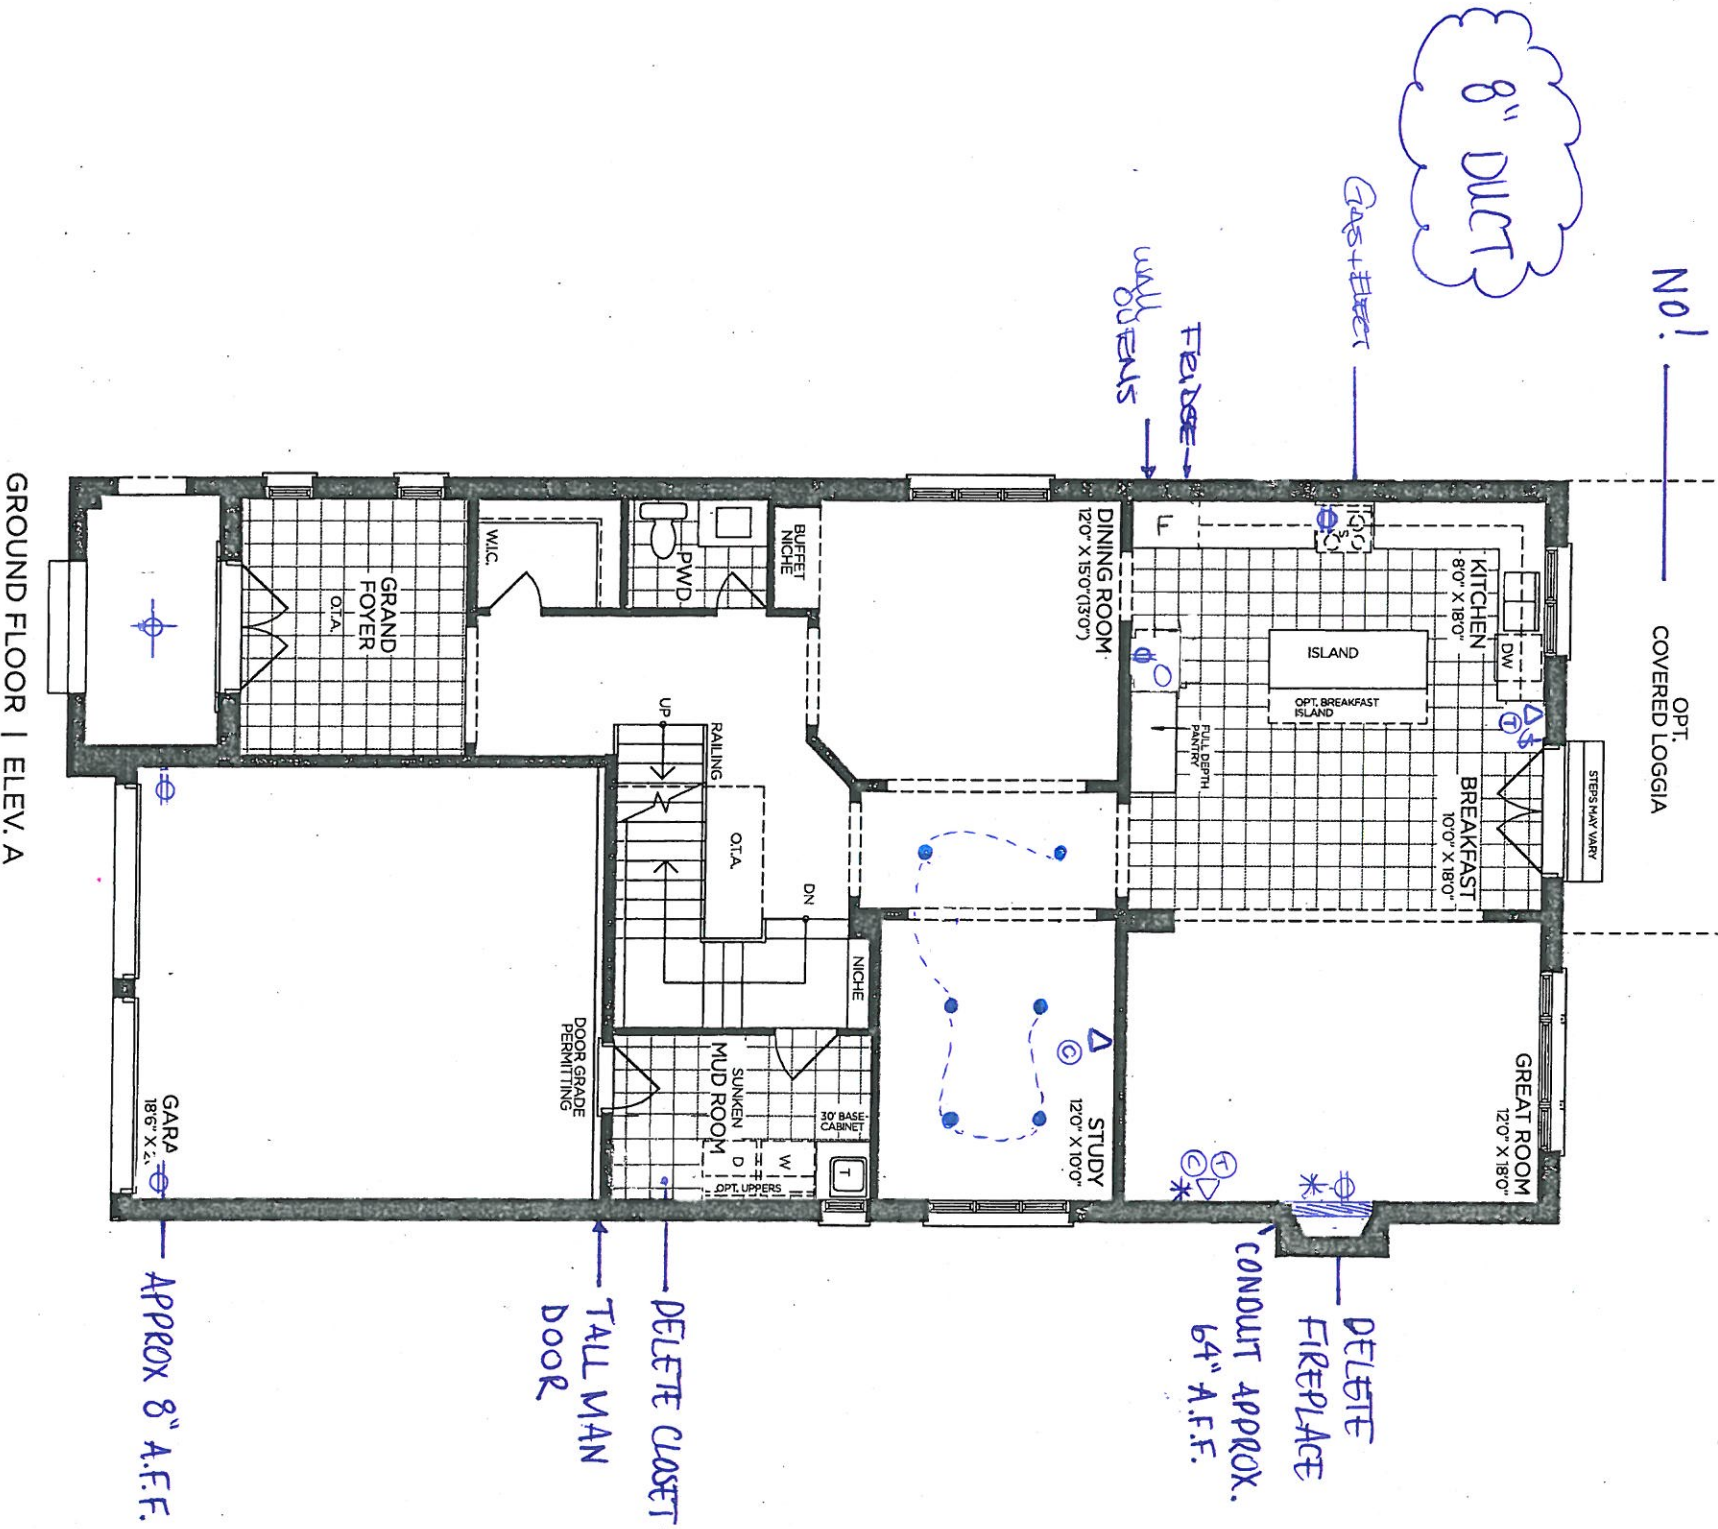 NO!
OPT.
COVERED LOGGIA
8" DUCT
GAS + ELECT
FRIDGE
WALL
OVENS
STEPS MAY VARY
KITCHEN
8'0" X 18'0"
DW
S
F
ISLAND
OPT. BREAKFAST
ISLAND
FULL DEPTH
PANTRY
T
S
BREAKFAST
10'0" X 18'0"
GREAT ROOM
12'0" X 18'0"
T
C
DELETE
FIREPLACE
CONDUIT APPROX.
64" A.F.F.
DINING ROOM
12'0" X 15'0"(13'0")
C
STUDY
12'0" X 10'0"
BUFFET
NICHE
PWD
W.I.C.
NICHE
DN
O.T.A.
RAILING
UP
30' BASE
CABINET
T
SUNKEN
MUD ROOM
W
D
OPT. UPPERS
DELETE CLOSET
TALL MAN
DOOR
DOOR GRADE
PERMITTING
GRAND
FOYER
O.T.A.
GARA
18'6" X 2
APPROX 8" A.F.F.
GROUND FLOOR | ELEV. A